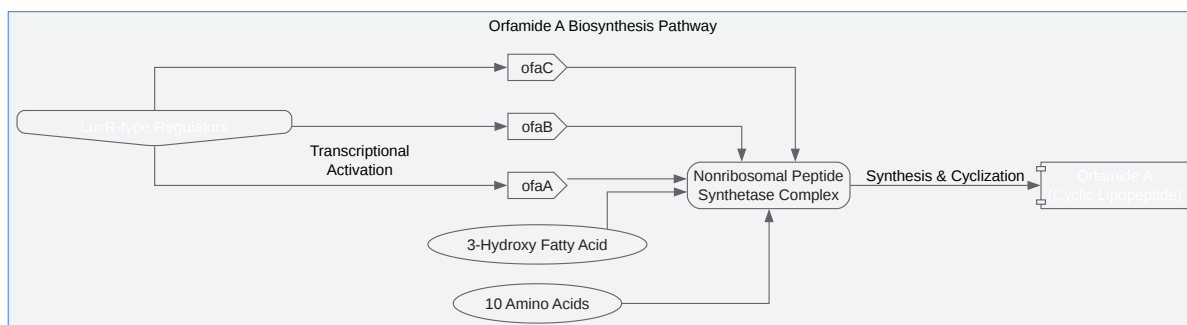 Orfamide A Biosynthesis Pathway
ofaC
LuxR-type Regulators
ofaB
Transcriptional
Activation
ofaA
Nonribosomal Peptide
Synthetase Complex
Synthesis & Cyclization
Orfamide A
(Cyclic Lipopeptide)
3-Hydroxy Fatty Acid
10 Amino Acids